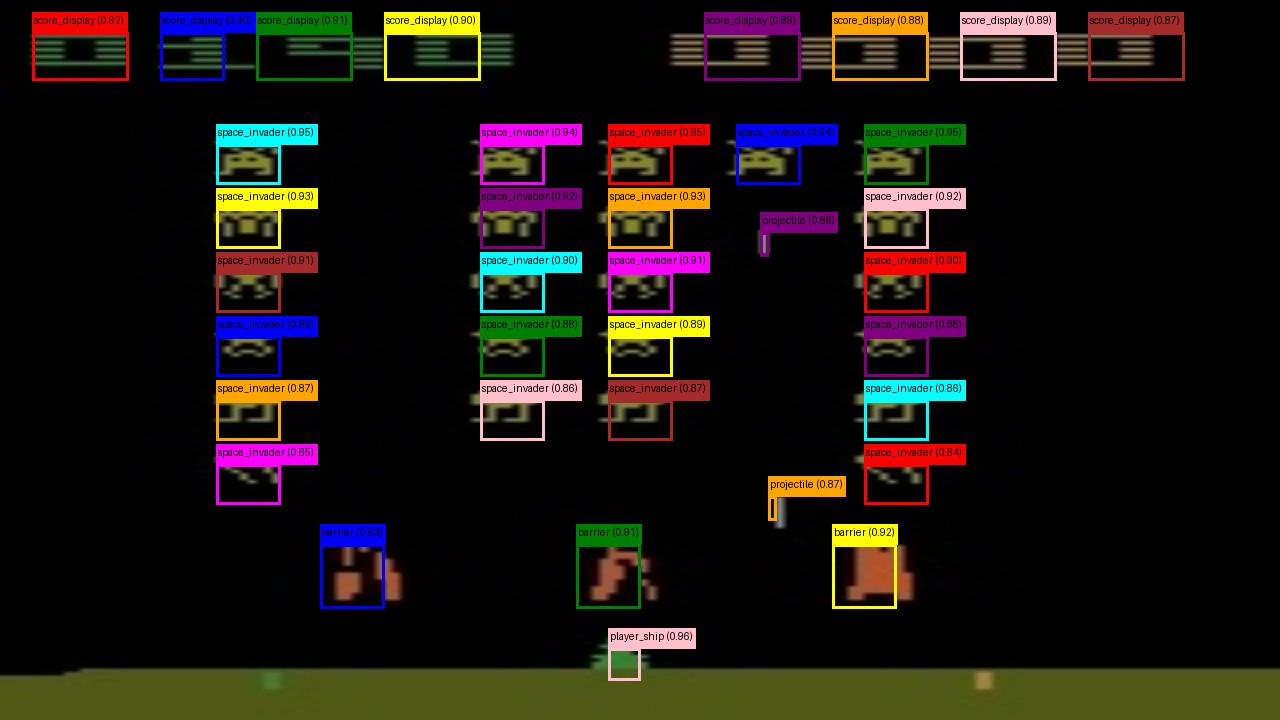 score_display (0.92)
score_display (0.90)
score_display (0.91)
score_display (0.90)
score_display (0.89)
score_display (0.88)
score_display (0.89)
score_display (0.87)
space_invader (0.95)
space_invader (0.94)
space_invader (0.95)
space_invader (0.94)
space_invader (0.95)
space_invader (0.93)
space_invader (0.92)
space_invader (0.93)
space_invader (0.92)
projectile (0.88)
space_invader (0.91)
space_invader (0.90)
space_invader (0.91)
space_invader (0.90)
space_invader (0.89)
space_invader (0.88)
space_invader (0.89)
space_invader (0.88)
space_invader (0.87)
space_invader (0.86)
space_invader (0.87)
space_invader (0.86)
space_invader (0.85)
space_invader (0.84)
projectile (0.87)
barrier (0.93)
barrier (0.91)
barrier (0.92)
player_ship (0.96)